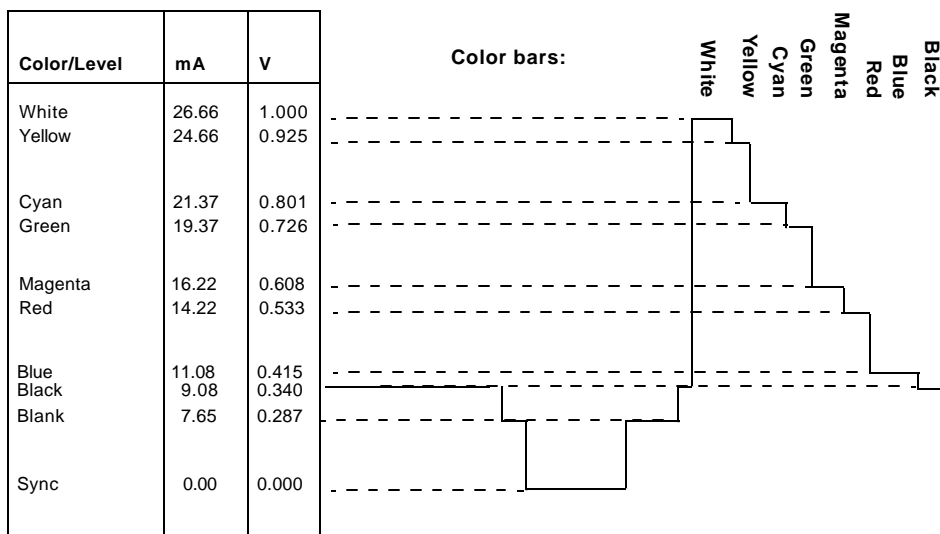 Color/Level mA V
Color bars:
White
Yellow
Cyan
Green
Magenta
Red
Blue
Black
White 26.66 1.000
Yellow 24.66 0.925
Cyan 21.37 0.801
Green 19.37 0.726
Magenta 16.22 0.608
Red 14.22 0.533
Blue 11.08 0.415
Black 9.08 0.340
Blank 7.65 0.287
Sync 0.00 0.000